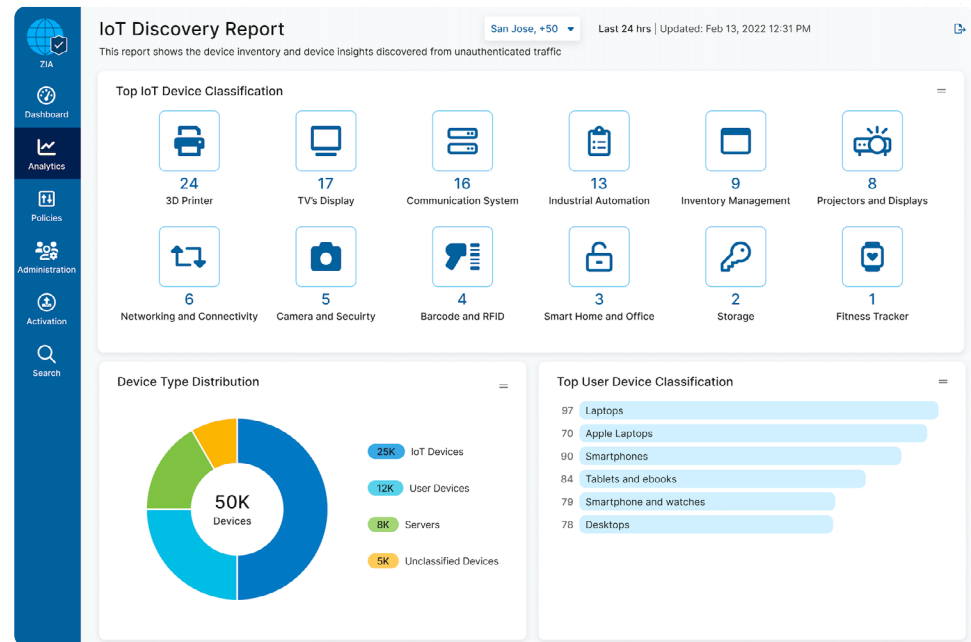 ZIA
Dashboard
Analytics
Policies
Administration
Activation
Search
IoT Discovery Report
San Jose, +50
Last 24 hrs | Updated: Feb 13, 2022 12:31 PM
This report shows the device inventory and device insights discovered from unauthenticated traffic
Top IoT Device Classification
24
3D Printer
17
TV's Display
16
Communication System
13
Industrial Automation
9
Inventory Management
8
Projectors and Displays
6
Networking and Connectivity
5
Camera and Secuirty
4
Barcode and RFID
3
Smart Home and Office
2
Storage
1
Fitness Tracker
Device Type Distribution
50K
Devices
25K IoT Devices
12K User Devices
8K Servers
5K Unclassified Devices
Top User Device Classification
97 Laptops
70 Apple Laptops
90 Smartphones
84 Tablets and ebooks
79 Smartphone and watches
78 Desktops